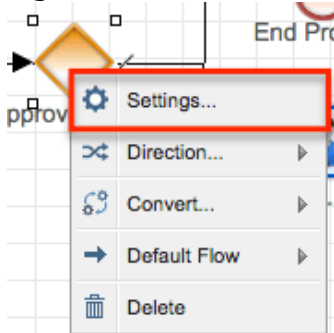 End Pro
pprov
Settings...
Direction...
Convert...
Default Flow
Delete